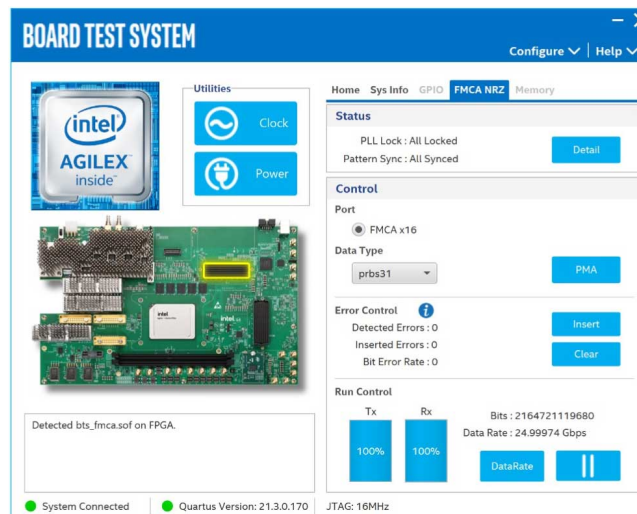 BOARD TEST SYSTEM
Configure
Help
Utilities
Clock
Power
intel
AGILEX
inside
intel
intel
Home Sys Info GPIO FMCA NRZ Memory
Status
PLL Lock : All Locked
Pattern Sync : All Synced
Detail
Control
Port
FMCA x16
Data Type
prbs31
PMA
Error Control
i
Detected Errors : 0
Inserted Errors : 0
Bit Error Rate : 0
Insert
Clear
Run Control
Tx Rx
100% 100%
Bits : 2164721119680
Data Rate : 24.99974 Gbps
DataRate
Detected bts_fmca.sof on FPGA.
System Connected
Quartus Version: 21.3.0.170
JTAG: 16MHz